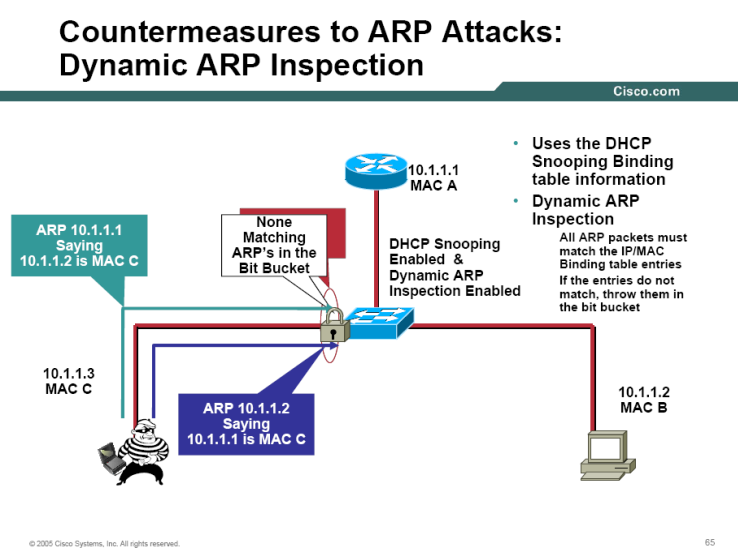 Countermeasures to ARP Attacks:
Dynamic ARP Inspection
Cisco.com
• Uses the DHCP
Snooping Binding
table information
• Dynamic ARP
Inspection
All ARP packets must
match the IP/MAC
Binding table entries
If the entries do not
match, throw them in
the bit bucket
10.1.1.1
MAC A
ARP 10.1.1.1
Saying
10.1.1.2 is MAC C
None
Matching
ARP's in the
Bit Bucket
DHCP Snooping
Enabled &
Dynamic ARP
Inspection Enabled
10.1.1.3
MAC C
ARP 10.1.1.2
Saying
10.1.1.1 is MAC C
10.1.1.2
MAC B
© 2005 Cisco Systems, Inc. All rights reserved.
65